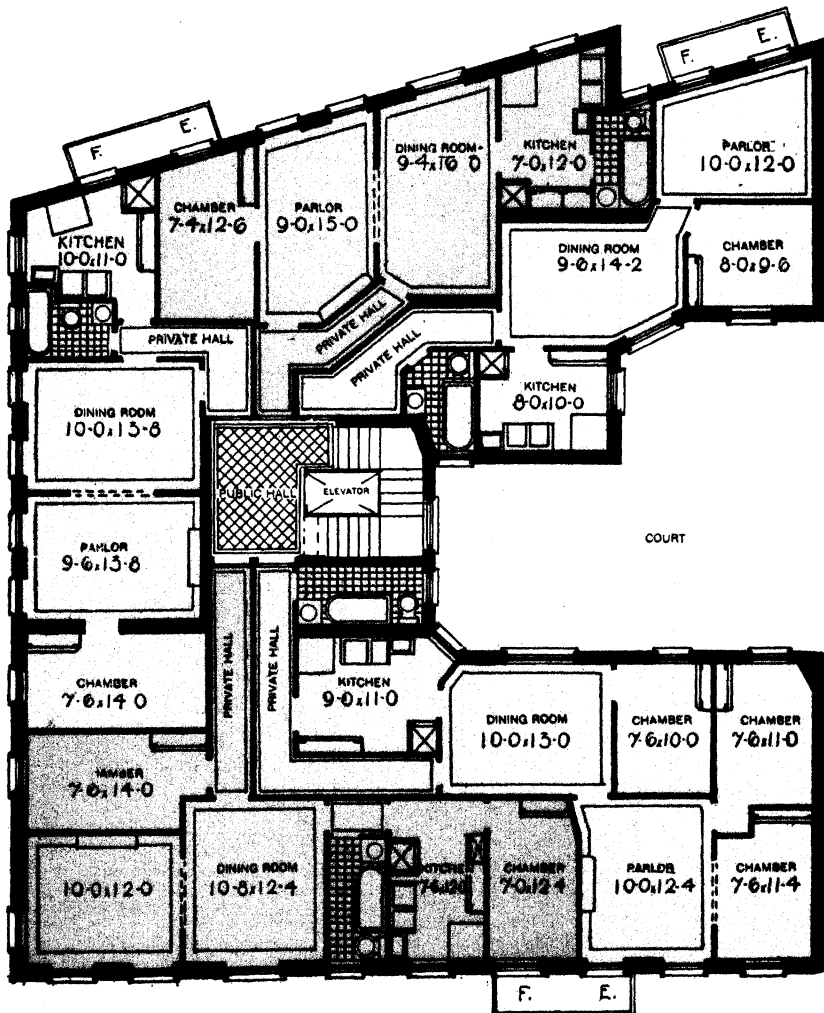 F. E.
F. E.
KITCHEN
7-0x12-0
DINING ROOM
9-4x16 0
PARLOR
10-0x12-0
CHAMBER
7-4x12-6
PARLOR
9-0x15-0
KITCHEN
10-0x11-0
DINING ROOM
9-6x14-2
CHAMBER
8-0x9-6
PRIVATE HALL
PRIVATE HALL
PRIVATE HALL
KITCHEN
8-0x10-0
DINING ROOM
10-0x13-8
PUBLIC HALL
ELEVATOR
COURT
PARLOR
9-6x13-8
PRIVATE HALL
PRIVATE HALL
CHAMBER
7-6x14-0
KITCHEN
9-0x11-0
DINING ROOM
10-0x13-0
CHAMBER
7-6x10-0
CHAMBER
7-6x11-0
HAMBER
7-6x14-0
10-0x12-0
DINING ROOM
10-8x12-4
KITCHEN
CHAMBER
7-0x12-4
PARLOR
10-0x12-4
CHAMBER
7-6x11-4
F. E.